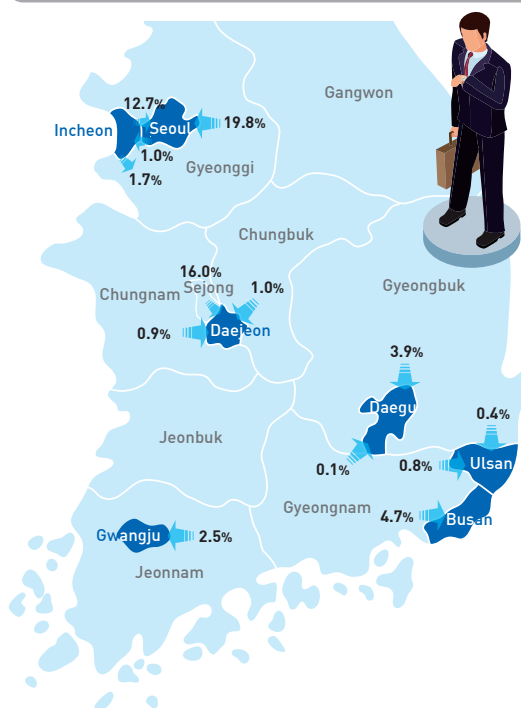 Gangwon
12.7%
Incheon
Seoul
19.8%
1.0%
Gyeonggi
1.7%
Chungbuk
16.0%
Sejong
1.0%
Chungnam
Gyeongbuk
0.9%
Daejeon
3.9%
Daegu
0.4%
Jeonbuk
0.1%
0.8%
Ulsan
Gyeongnam
4.7%
Busan
Gwangju
2.5%
Jeonnam